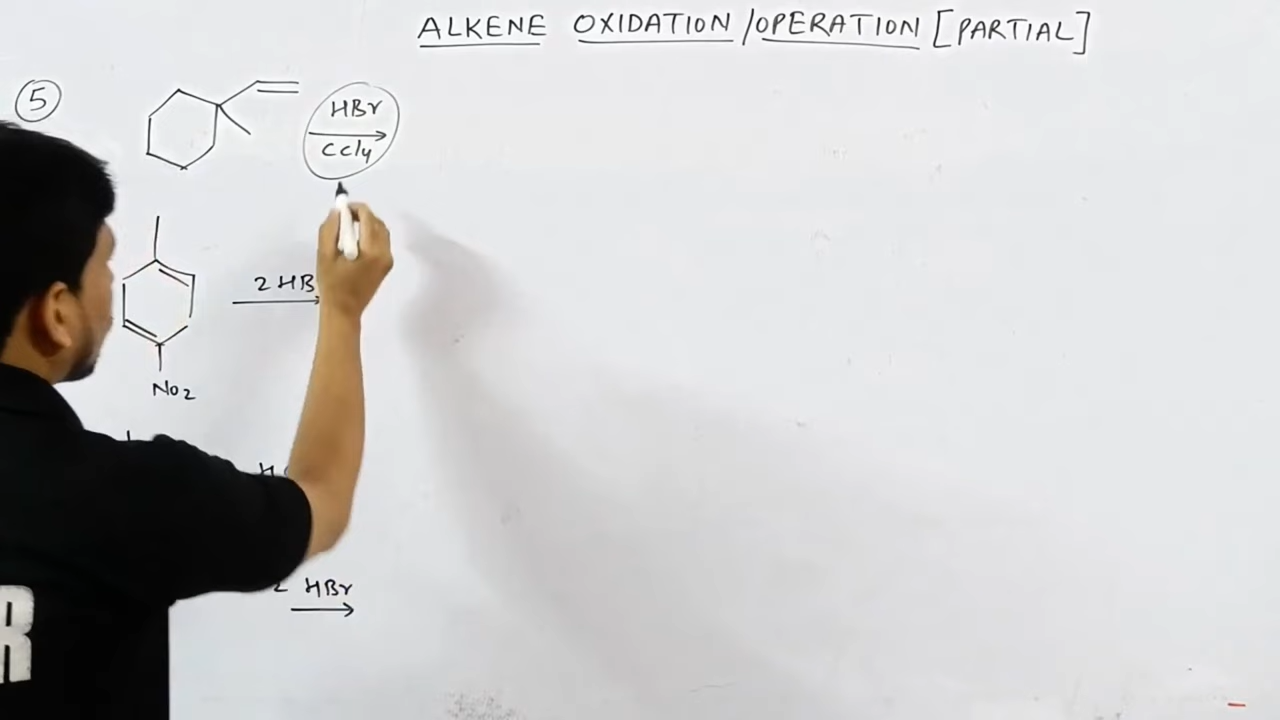 ALKENE OXIDATION/OPERATION [PARTIAL]
5
HBr
CCl4
2 HB
NO2
HBr
R